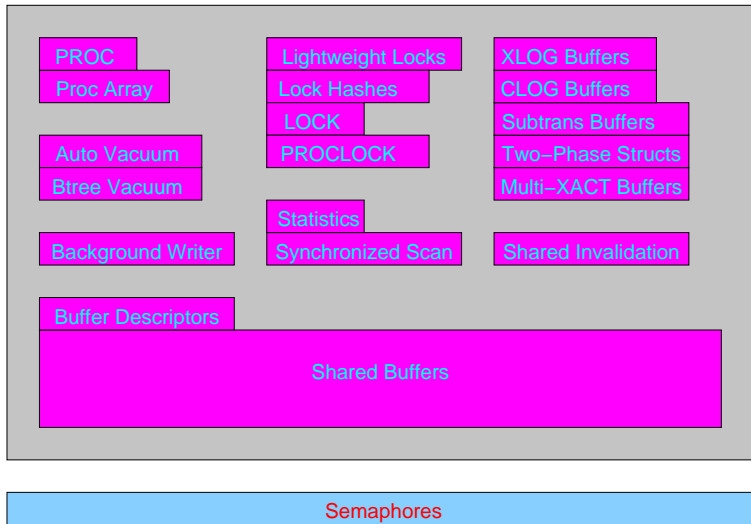 PROC
Proc Array
Auto Vacuum
Btree Vacuum
Background Writer
Lightweight Locks
Lock Hashes
LOCK
PROCLOCK
Statistics
Synchronized Scan
XLOG Buffers
CLOG Buffers
Subtrans Buffers
Two−Phase Structs
Multi−XACT Buffers
Shared Invalidation
Buffer Descriptors
Shared Buffers
Semaphores